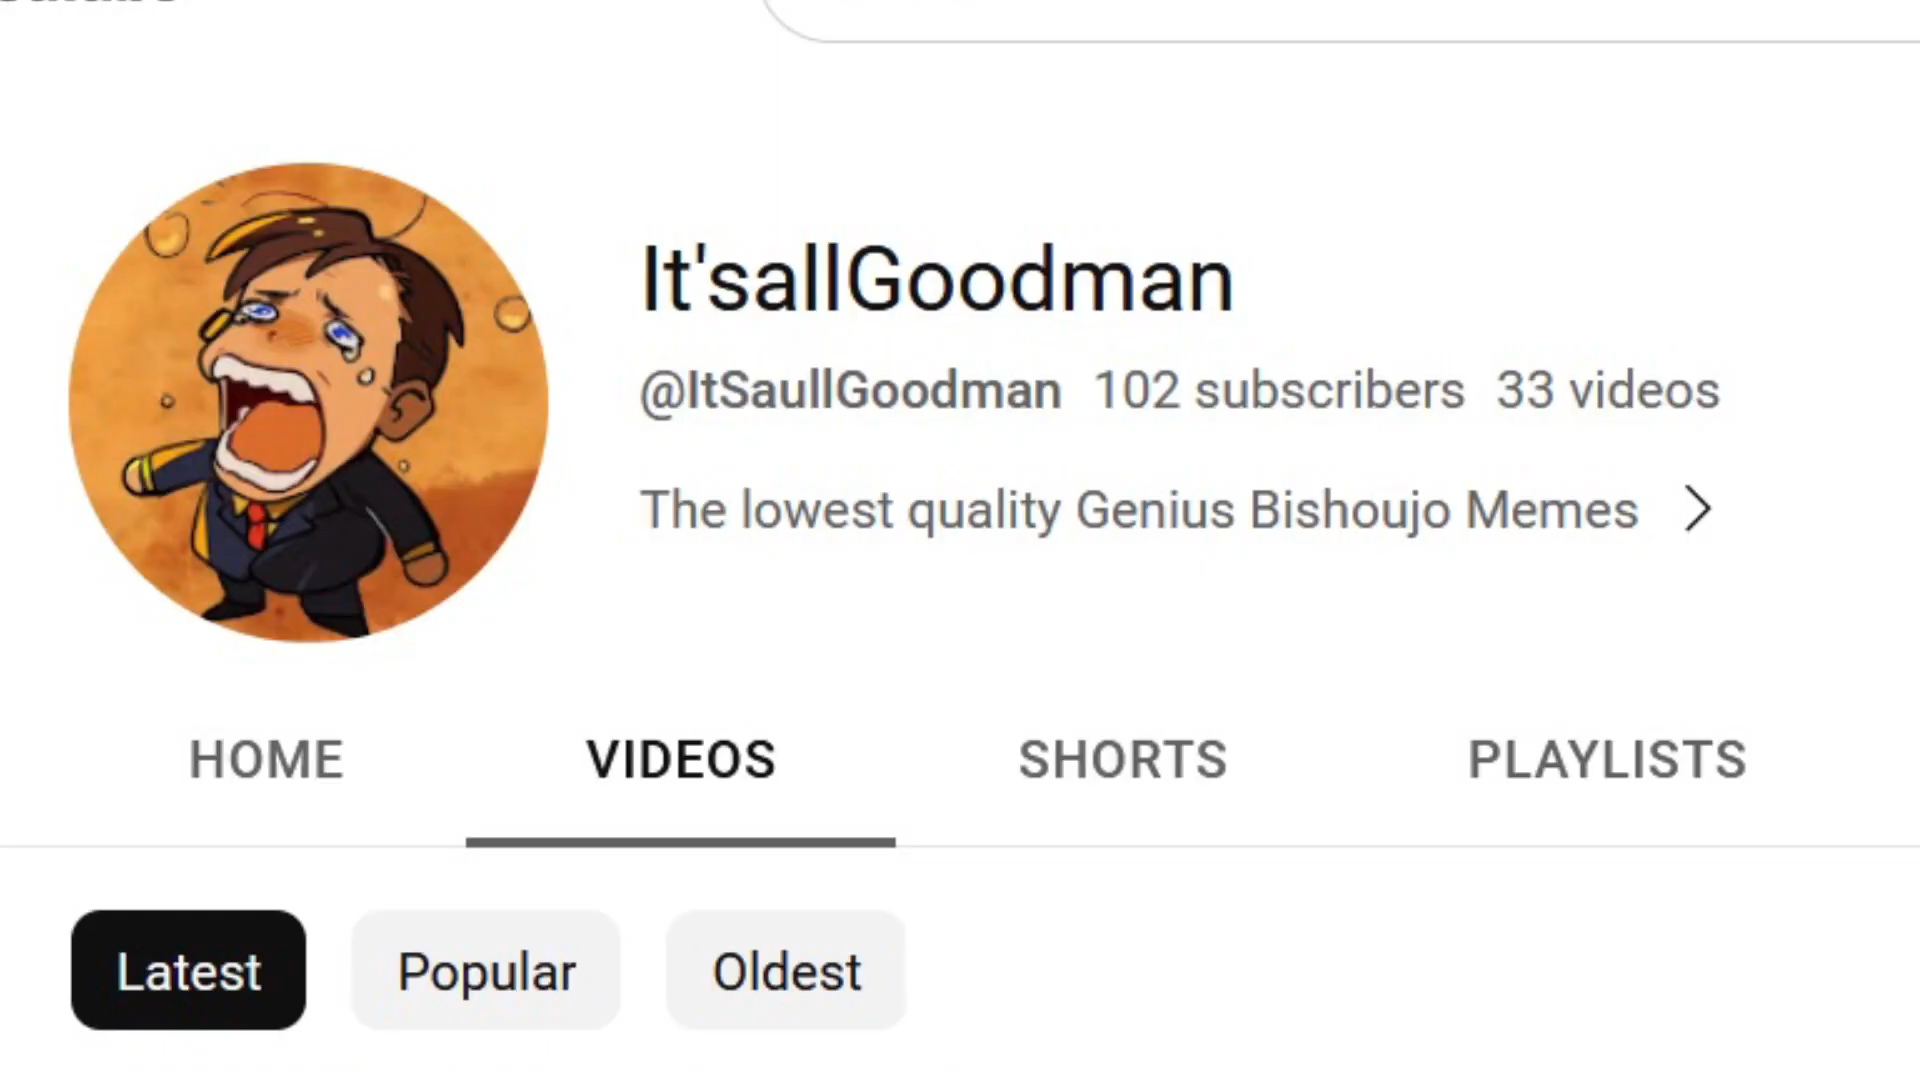 It'sallGoodman
@ItSaullGoodman 102 subscribers 33 videos
The lowest quality Genius Bishoujo Memes
HOME VIDEOS SHORTS PLAYLISTS
Latest Popular Oldest